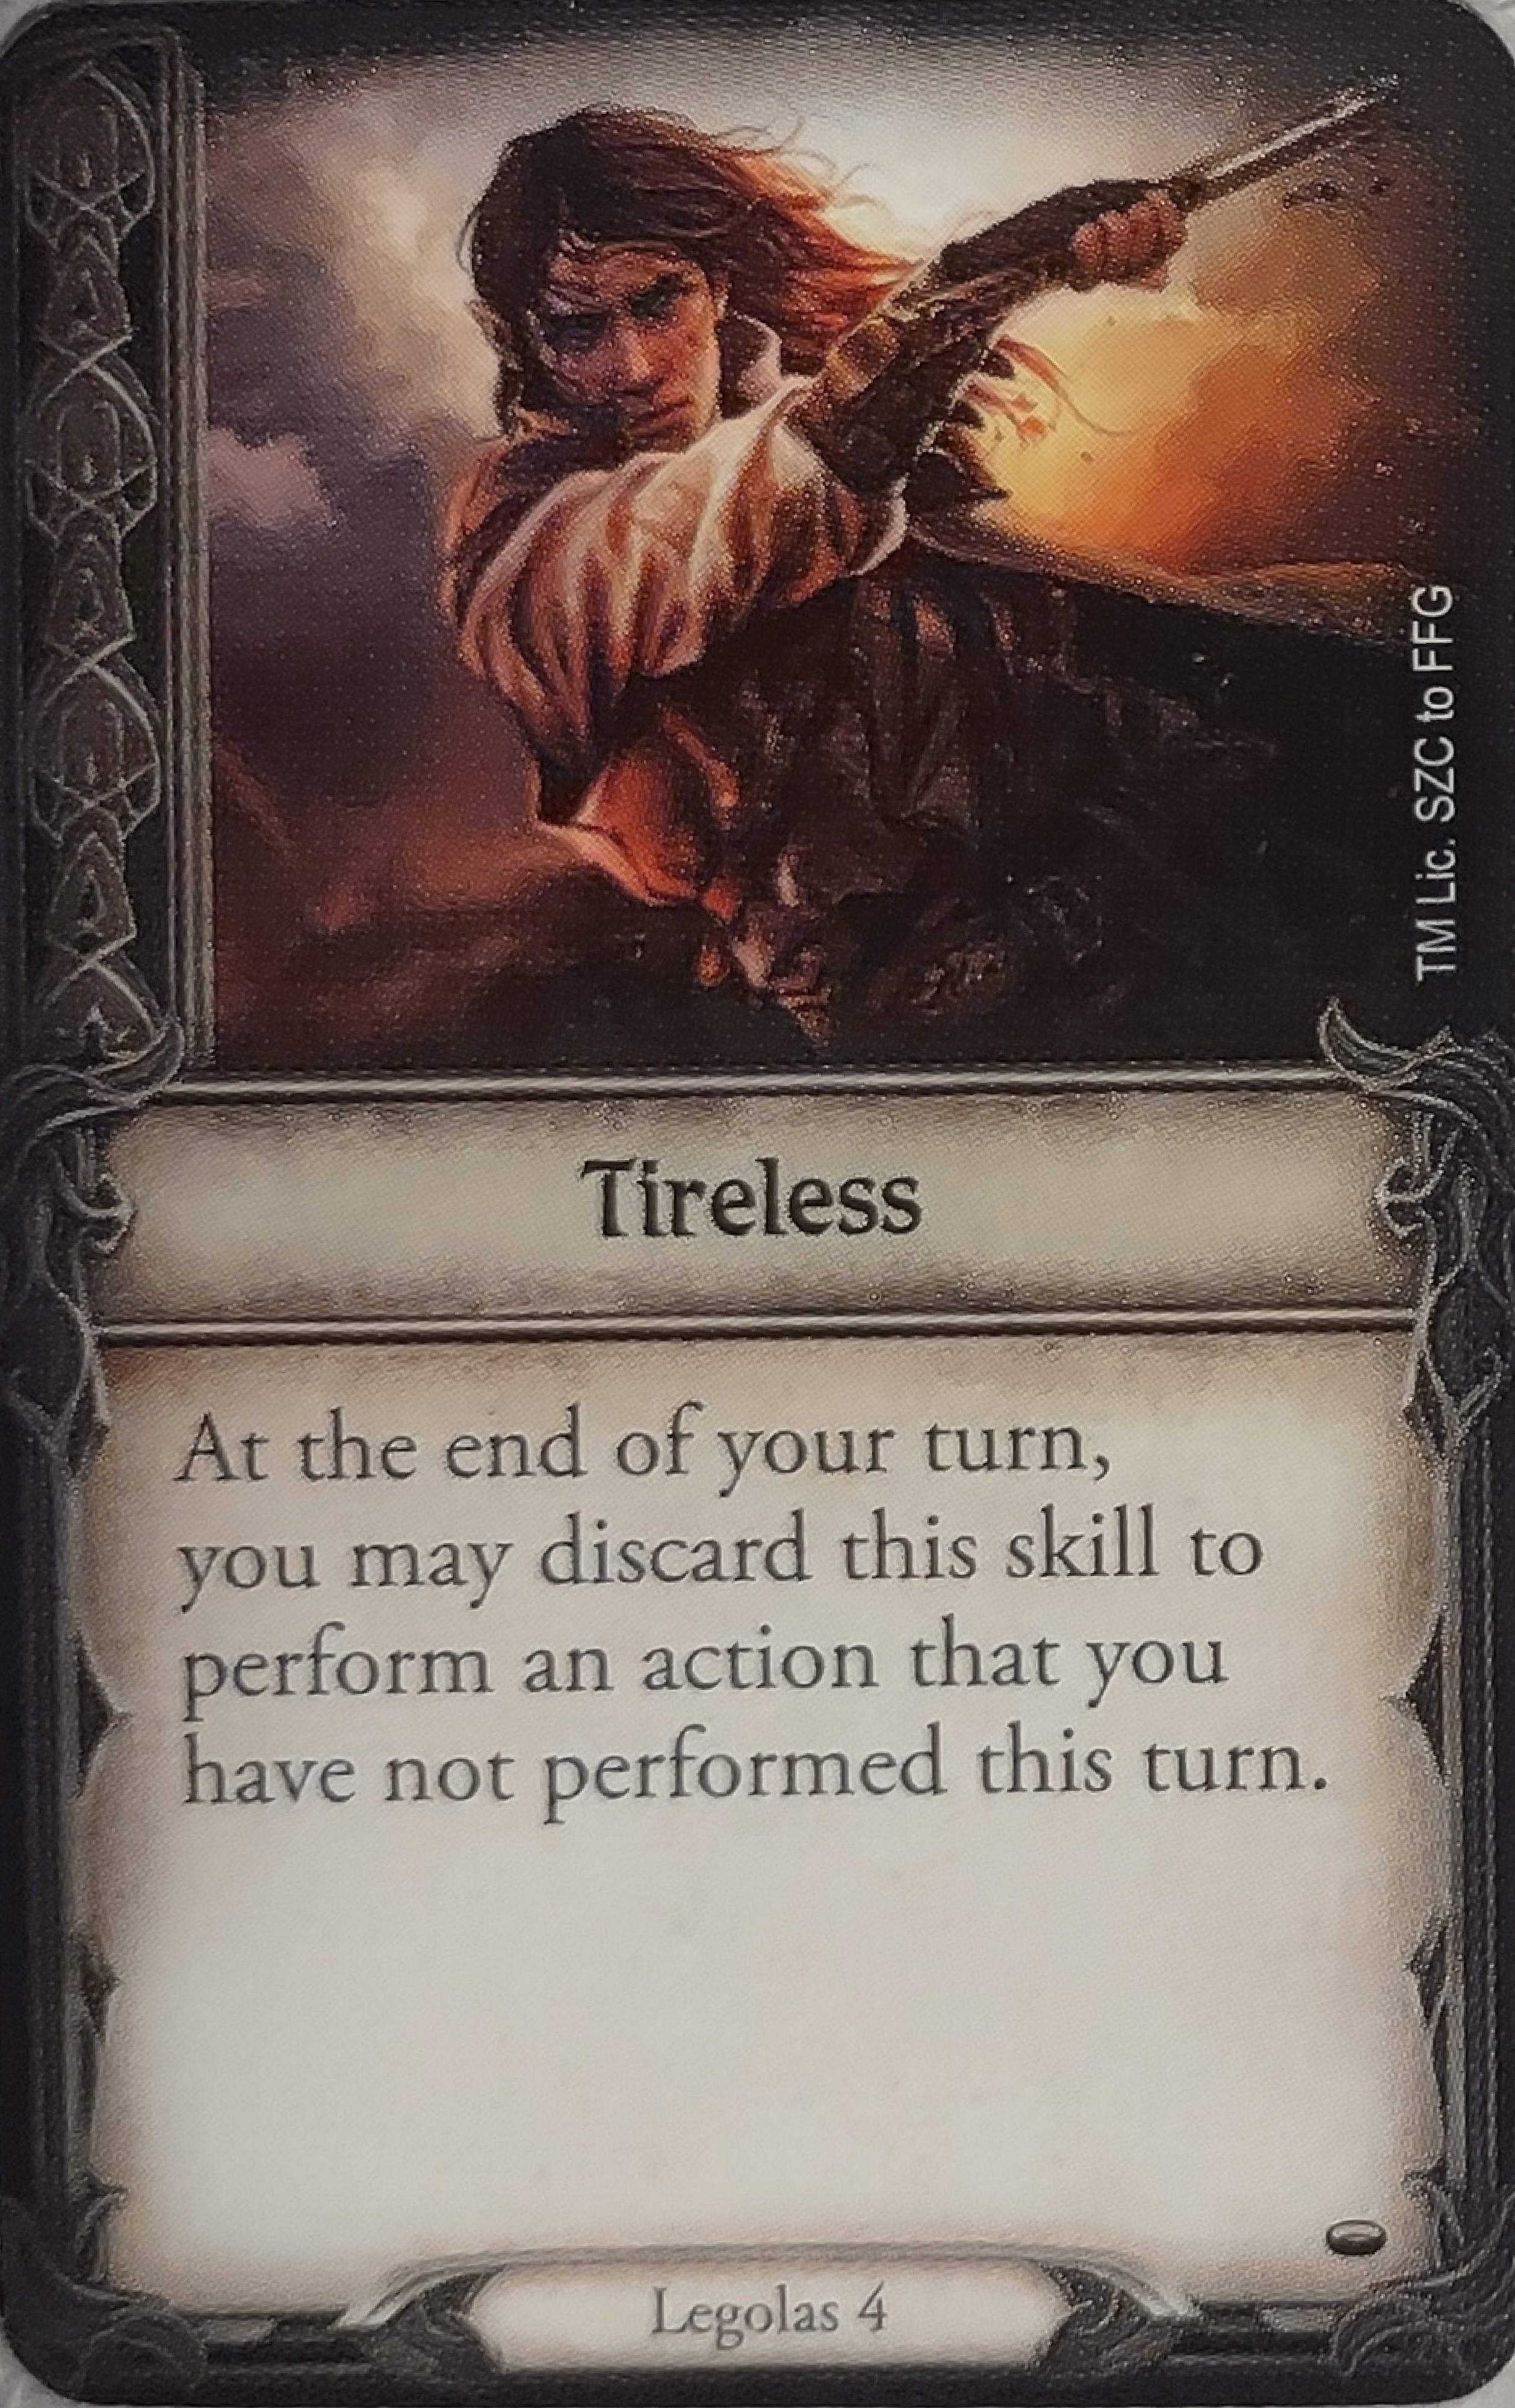 TM Lic. SZC to FFG
Tireless
At the end of your turn,
you may discard this skill to
perform an action that you
have not performed this turn.
Legolas 4